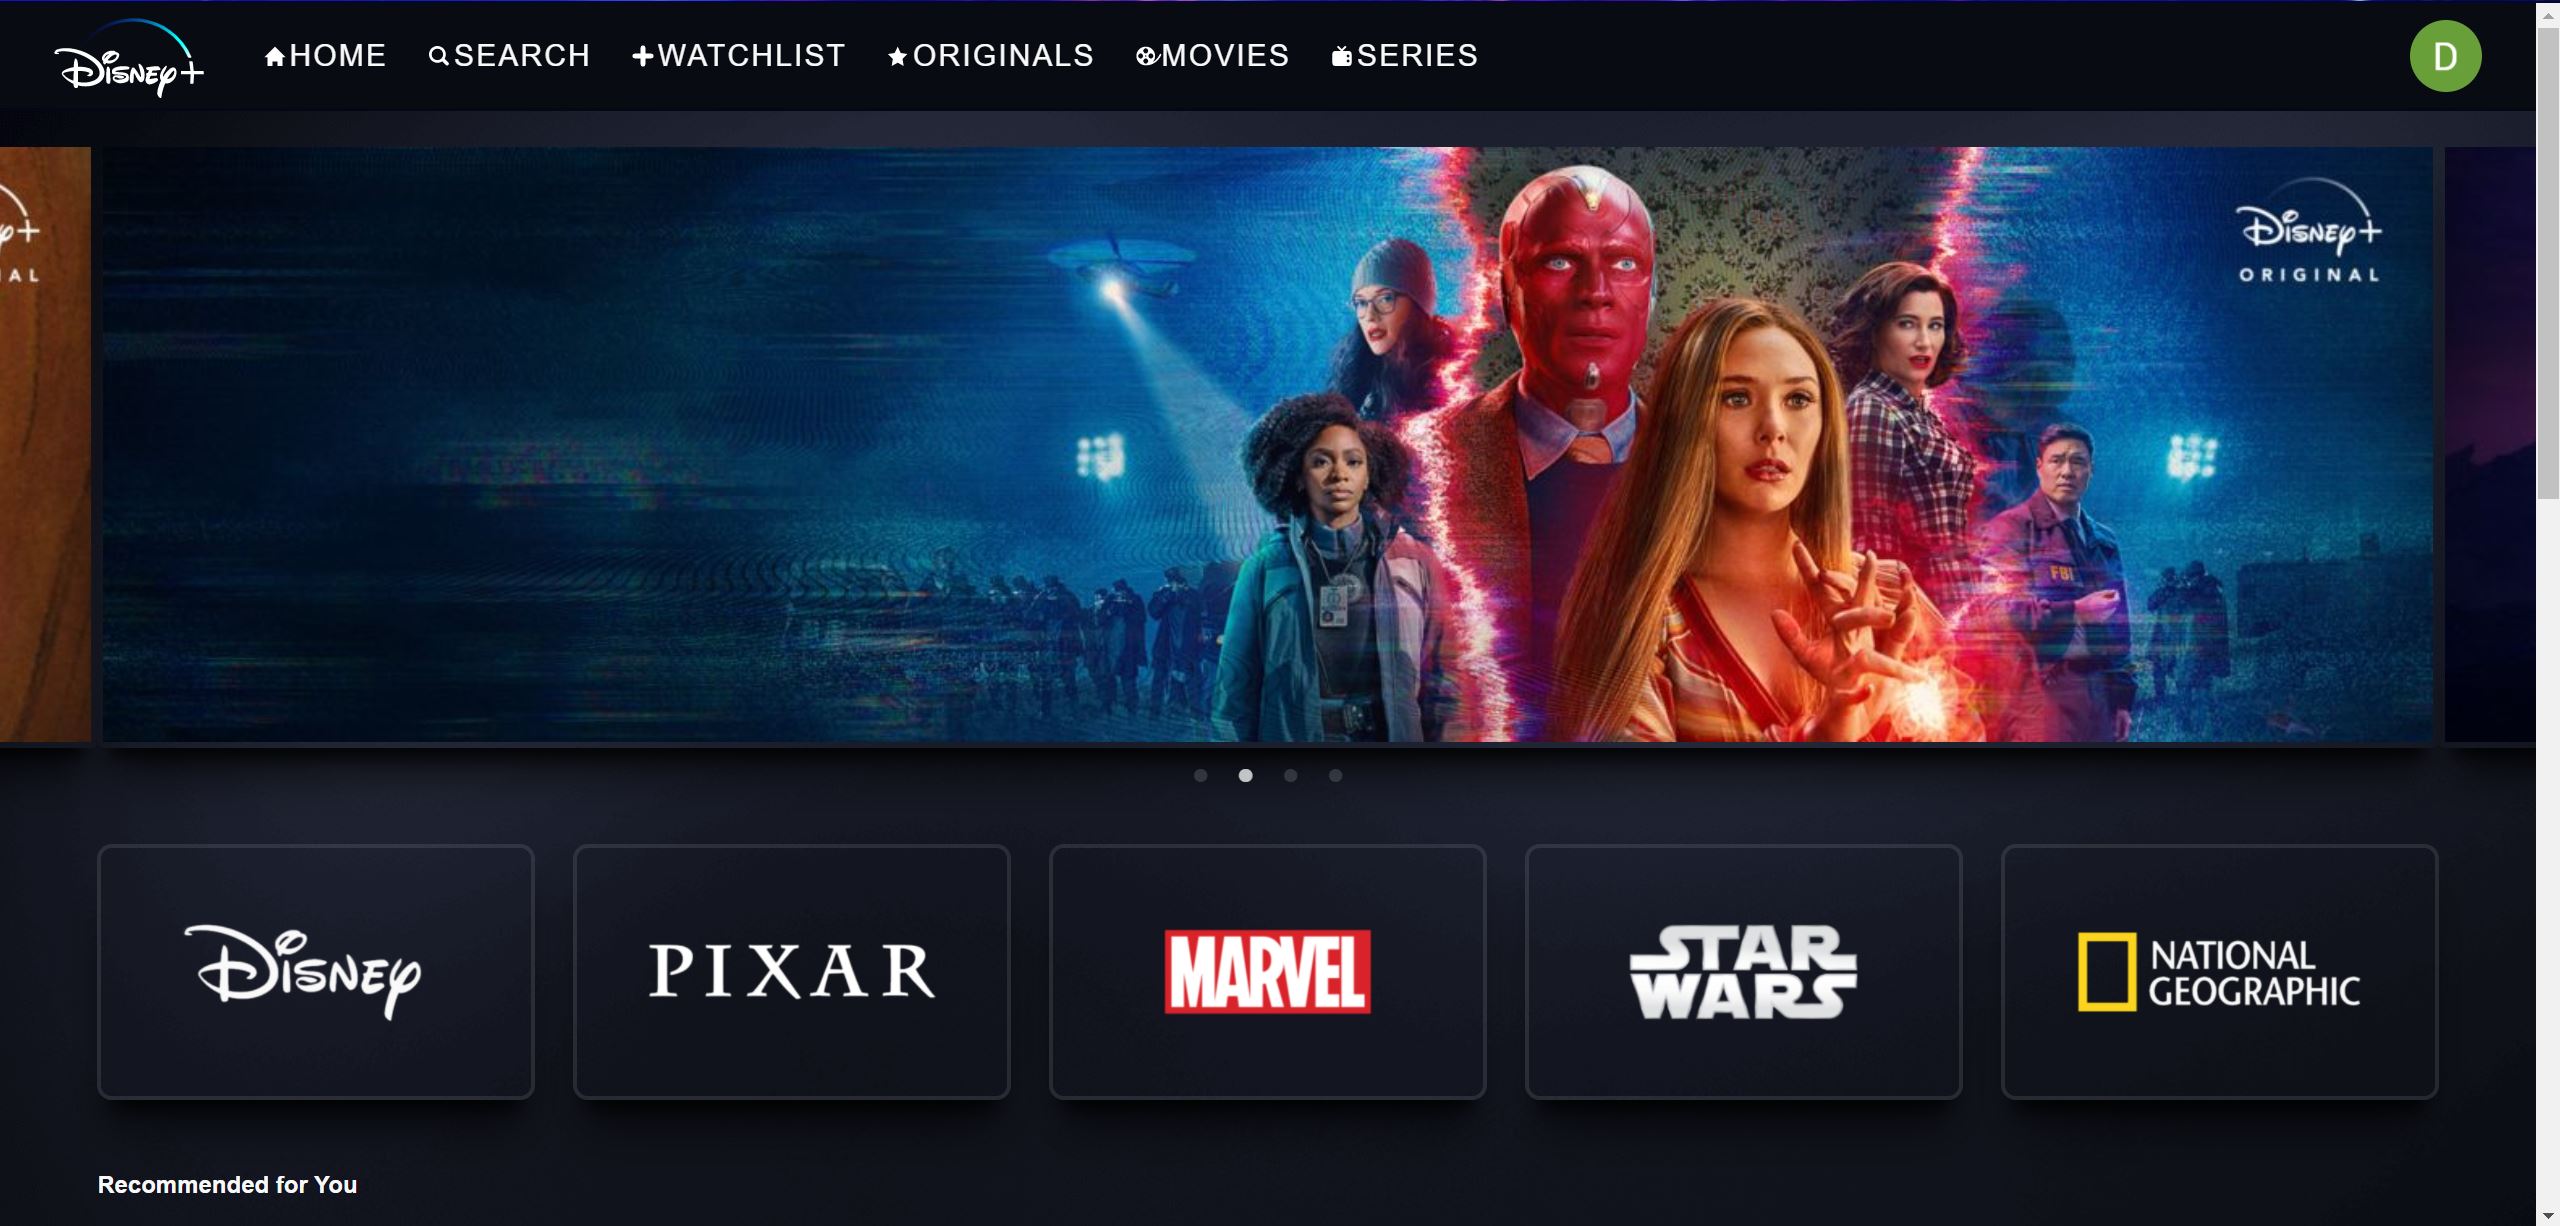 Disney+
HOME
SEARCH
WATCHLIST
ORIGINALS
MOVIES
SERIES
D
Disney+
ORIGINAL
FBI
Disney
PIXAR
MARVEL
STAR
WARS
NATIONAL
GEOGRAPHIC
Recommended for You